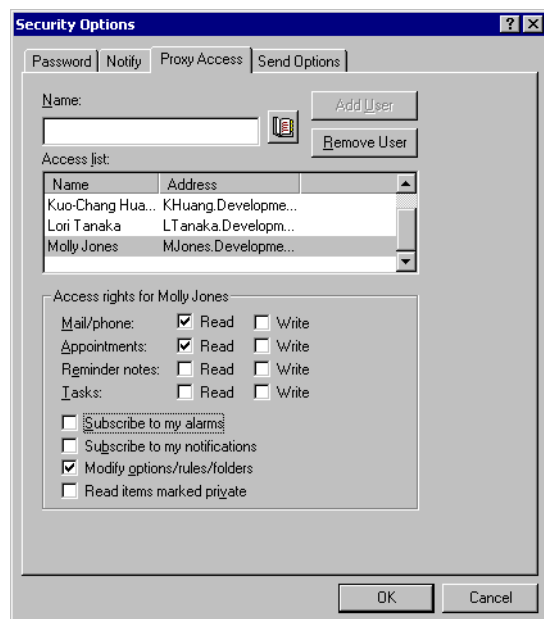 Security Options
Password Notify Proxy Access Send Options
Name:
Add User
Remove User
Access list:
Name Address
Kuo-Chang Hua... KHuang.Developme...
Lori Tanaka LTanaka.Developm...
Molly Jones MJones.Developme...
Access rights for Molly Jones
Mail/phone: Read Write
Appointments: Read Write
Reminder notes: Read Write
Tasks: Read Write
Subscribe to my alarms
Subscribe to my notifications
Modify options/rules/folders
Read items marked private
OK Cancel